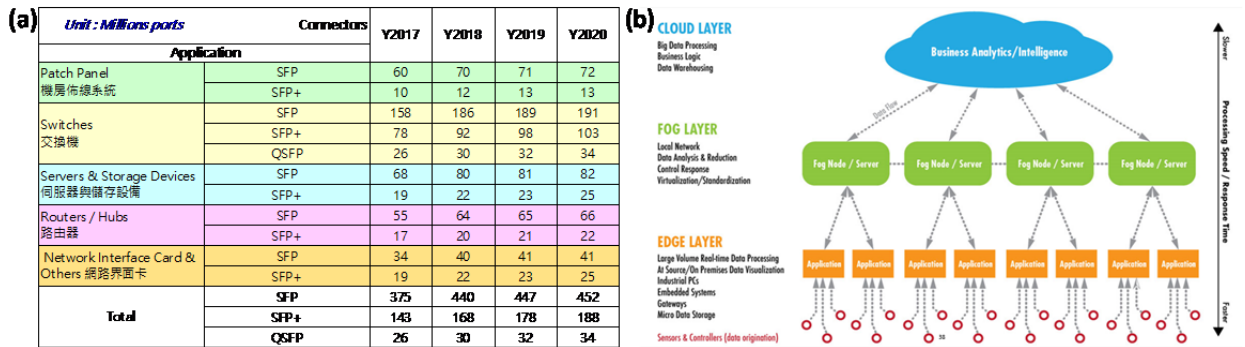 (a)
Unit : Millions ports Connectors Y2017 Y2018 Y2019 Y2020
Application
Patch Panel SFP 60 70 71 72
機房佈線系統 SFP+ 10 12 13 13
Switches SFP 158 186 189 191
交換機 SFP+ 78 92 98 103
QSFP 26 30 32 34
Servers & Storage Devices SFP 68 80 81 82
伺服器與儲存設備 SFP+ 19 22 23 25
Routers / Hubs SFP 55 64 65 66
路由器 SFP+ 17 20 21 22
Network Interface Card & SFP 34 40 41 41
Others 網路界面卡 SFP+ 19 22 23 25
Total SFP 375 440 447 452
SFP+ 143 168 178 188
QSFP 26 30 32 34
(b)
CLOUD LAYER
Big Data Processing
Business Logic
Data Warehousing
Business Analytics/Intelligence
Data Flow
FOG LAYER
Local Network
Data Analysis & Reduction
Control Response
Virtualization/Standardization
Fog Node / Server Fog Node / Server Fog Node / Server Fog Node / Server
EDGE LAYER
Large Volume Real-time Data Processing
At Source/On Premises Data Visualization
Industrial PCs
Embedded Systems
Gateways
Micro Data Storage
Application Application Application Application Application Application Application Application
Sensors & Controllers (data origination)
58
Slower
Processing Speed / Response Time
Faster